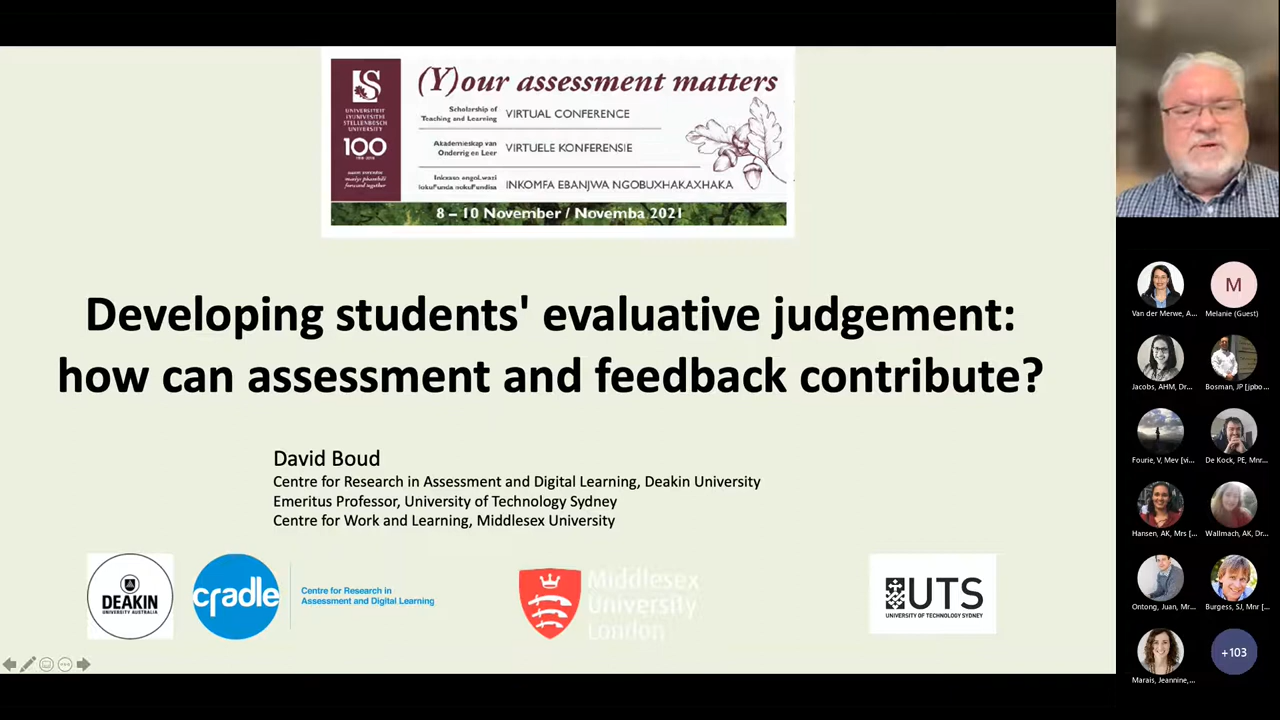 (Y)our assessment matters
Scholarship of
Teaching and Learning
VIRTUAL CONFERENCE
Akademieskap van
Onderrig en Leer
VIRTUELE KONFERENSIE
INKOMFA EBANJWA NGOBUXHAKAXHAKA
8 – 10 November / Novemba 2021
UNIVERSITEIT
IYUNIVESITHI
STELLENBOSCH
UNIVERSITY
100
forward together
Developing students' evaluative judgement:
how can assessment and feedback contribute?
David Boud
Centre for Research in Assessment and Digital Learning, Deakin University
Emeritus Professor, University of Technology Sydney
Centre for Work and Learning, Middlesex University
DEAKIN
UNIVERSITY AUSTRALIA
cradle
Centre for Research in
Assessment and Digital Learning
Middlesex
University
London
UTS
UNIVERSITY OF TECHNOLOGY SYDNEY
Van der Merwe, A...
M
Melanie (Guest)
Jacobs, AHM, Dr...
Bosman, JP [jpbo...
Fourie, V, Mev [vi...
De Kock, PE, Mnr...
Hansen, AK, Mrs [...
Wallmach, AK, Dr...
Ontong, Juan, Mr...
Burgess, SJ, Mnr [...
Marais, Jeannine,...
+103